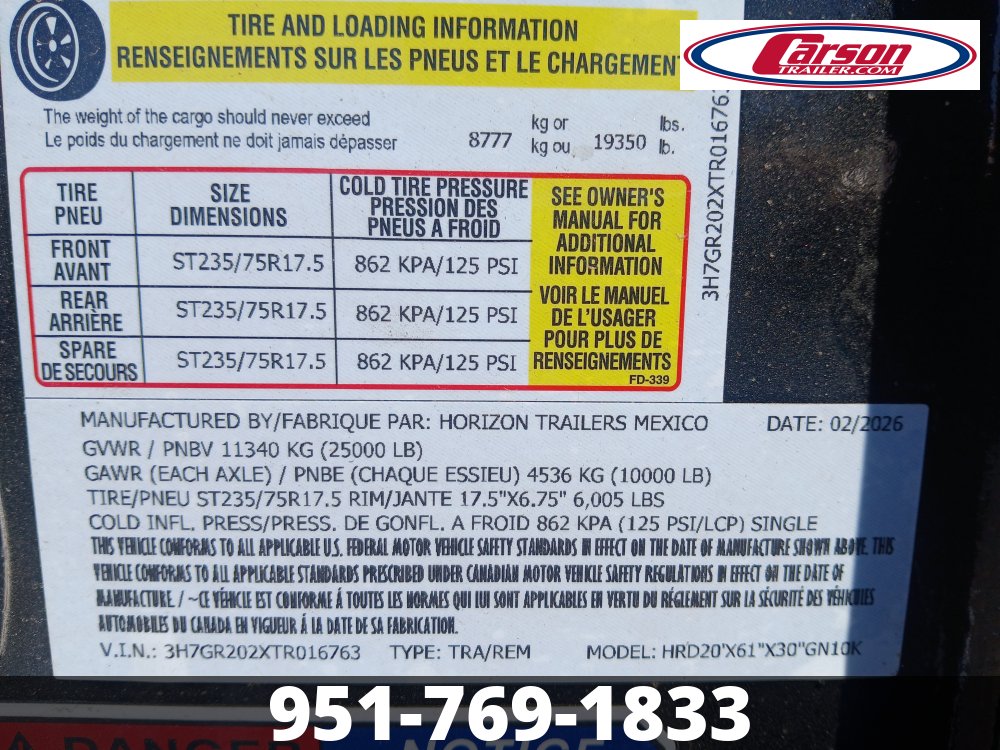 TIRE AND LOADING INFORMATION
RENSEIGNEMENTS SUR LES PNEUS ET LE CHARGEMENT
Carson
TRAILER.COM
The weight of the cargo should never exceed
Le poids du chargement ne doit jamais dépasser
8777 kg or 19350 lbs.
kg ou lb.
TIRE PNEU
SIZE DIMENSIONS
COLD TIRE PRESSURE
PRESSION DES
PNEUS A FROID
FRONT AVANT ST235/75R17.5 862 KPA/125 PSI
REAR ARRIÈRE ST235/75R17.5 862 KPA/125 PSI
SPARE DE SECOURS ST235/75R17.5 862 KPA/125 PSI
SEE OWNER'S
MANUAL FOR
ADDITIONAL
INFORMATION
VOIR LE MANUEL
DE L'USAGER
POUR PLUS DE
RENSEIGNEMENTS
FD-339
3H7GR202XTR016763
MANUFACTURED BY/FABRIQUE PAR: HORIZON TRAILERS MEXICO DATE: 02/2026
GVWR / PNBV 11340 KG (25000 LB)
GAWR (EACH AXLE) / PNBE (CHAQUE ESSIEU) 4536 KG (10000 LB)
TIRE/PNEU ST235/75R17.5 RIM/JANTE 17.5"X6.75" 6,005 LBS
COLD INFL. PRESS/PRESS. DE GONFL. A FROID 862 KPA (125 PSI/LCP) SINGLE
THIS VEHICLE CONFORMS TO ALL APPLICABLE U.S. FEDERAL MOTOR VEHICLE SAFETY STANDARDS IN EFFECT ON THE DATE OF MANUFACTURE SHOWN ABOVE. THIS
VEHICLE CONFORMS TO ALL APPLICABLE STANDARDS PRESCRIBED UNDER CANADIAN MOTOR VEHICLE SAFETY REGULATIONS IN EFFECT ON THE DATE OF
MANUFACTURE. / ~CE VÉHICLE EST CONFORME Á TOUTES LES NORMES QUI LUI SONT APPLICABLES EN VERTU DU RÉGLEMENT SUR LA SÉCURITÉ DES VÉHICULES
AUTOMOBILES DU CANADA EN VIGUEUR Á LA DATE DE SA FABRICATION.
V.I.N.: 3H7GR202XTR016763 TYPE: TRA/REM MODEL: HRD20'X61"X30"GN10K
951-769-1833
DANGER NOTICE